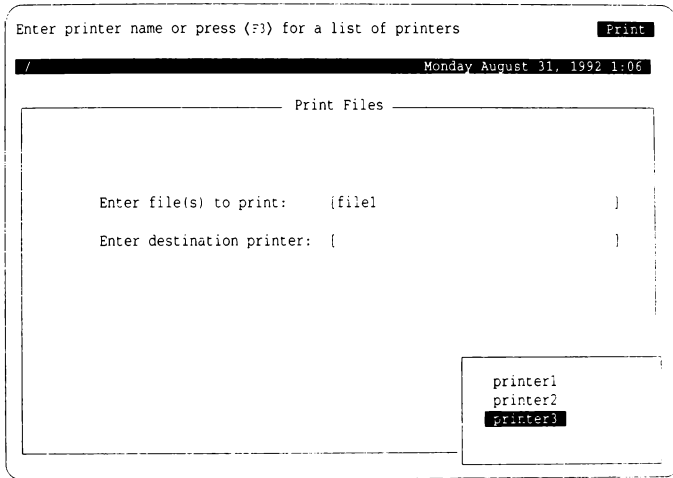 Enter printer name or press ⟨F3⟩ for a list of printers Print
/ Monday August 31, 1992 1:06
Print Files
Enter file(s) to print: [file1 ]
Enter destination printer: [ ]
printer1
printer2
printer3